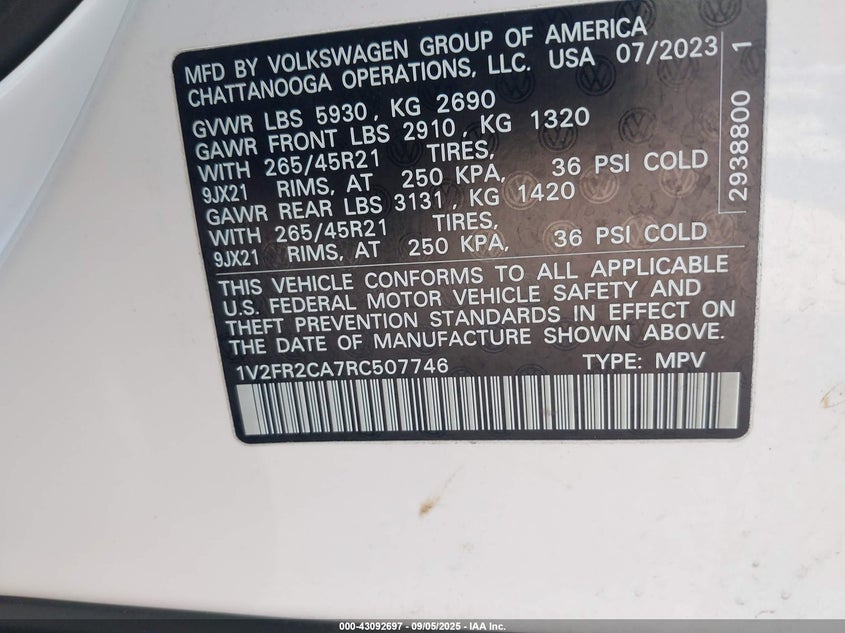 MFD BY VOLKSWAGEN GROUP OF AMERICA
CHATTANOOGA OPERATIONS, LLC. USA 07/2023
GVWR LBS 5930, KG 2690
GAWR FRONT LBS 2910, KG 1320
WITH 265/45R21 TIRES,
9JX21 RIMS, AT 250 KPA, 36 PSI COLD
GAWR REAR LBS 3131, KG 1420
WITH 265/45R21 TIRES,
9JX21 RIMS, AT 250 KPA, 36 PSI COLD
THIS VEHICLE CONFORMS TO ALL APPLICABLE
U.S. FEDERAL MOTOR VEHICLE SAFETY AND
THEFT PREVENTION STANDARDS IN EFFECT ON
THE DATE OF MANUFACTURE SHOWN ABOVE.
1V2FR2CA7RC507746 TYPE: MPV
2938800 1
000-43092697 - 09/05/2025 - IAA Inc.